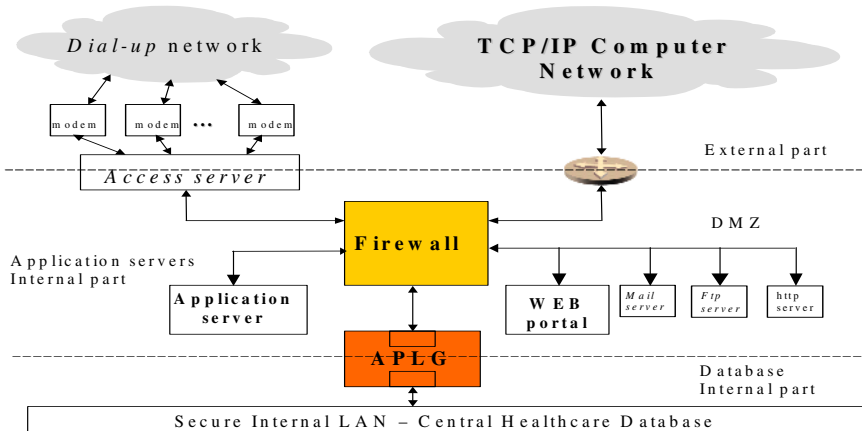 Dial-up network
TCP/IP Computer
Network
modem
modem
...
modem
External part
Access server
DMZ
Firewall
Application servers
Internal part
Application
server
WEB
portal
Mail
server
Ftp
server
http
server
APLG
Database
Internal part
Secure Internal LAN – Central Healthcare Database